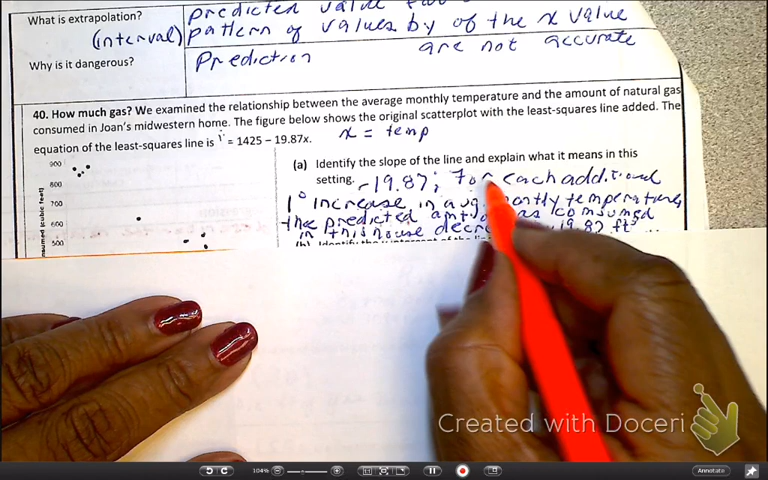 What is extrapolation?
predicted value
(interval)
pattern of values by of the x value
are not accurate
Why is it dangerous?
Prediction
40. How much gas? We examined the relationship between the average monthly temperature and the amount of natural gas
consumed in Joan's midwestern home. The figure below shows the original scatterplot with the least-squares line added. The
equation of the least-squares line is ŷ = 1425 – 19.87x.
x = temp
900
800
700
600
500
(cubic feet)
(a) Identify the slope of the line and explain what it means in this
setting.
-19.87; For each additional
1° increase in avg monthly temperature,
the predicted amt of gas consumed
in this house 19.87 ft³
Created with Doceri
104%
Annotate